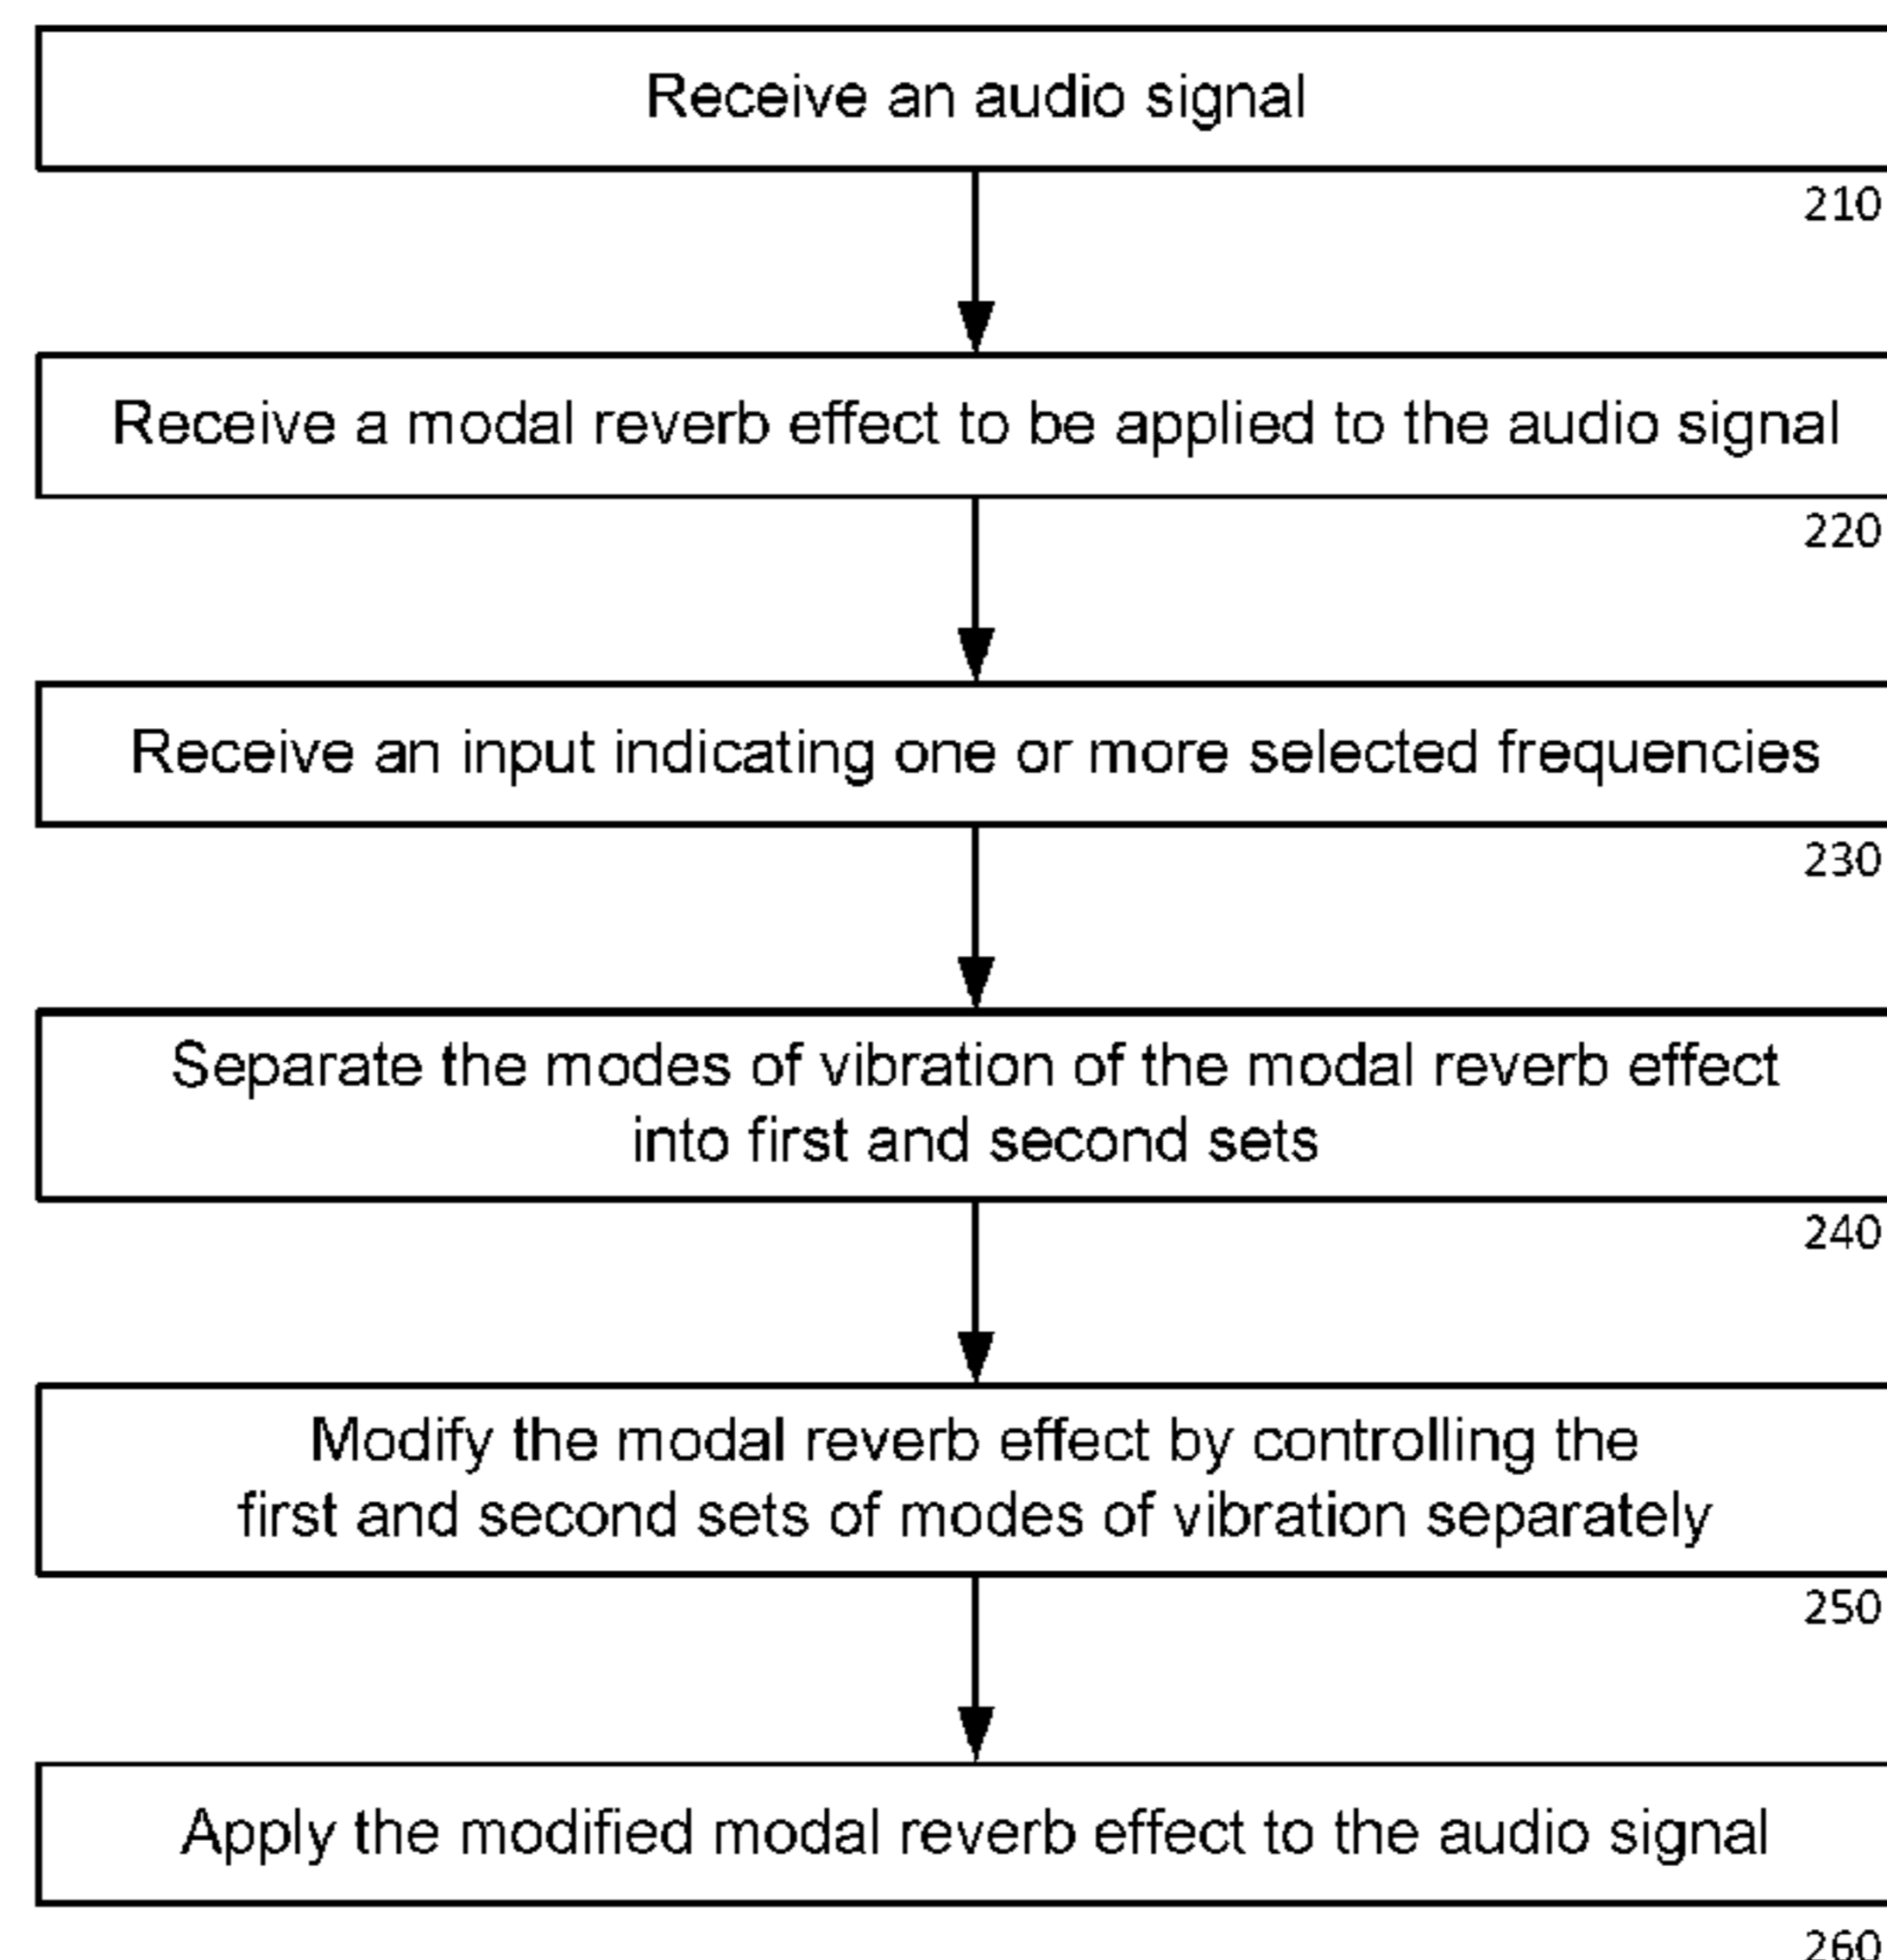 Receive an audio signal
210
Receive a modal reverb effect to be applied to the audio signal
220
Receive an input indicating one or more selected frequencies
230
Separate the modes of vibration of the modal reverb effect
into first and second sets
240
Modify the modal reverb effect by controlling the
first and second sets of modes of vibration separately
250
Apply the modified modal reverb effect to the audio signal
260